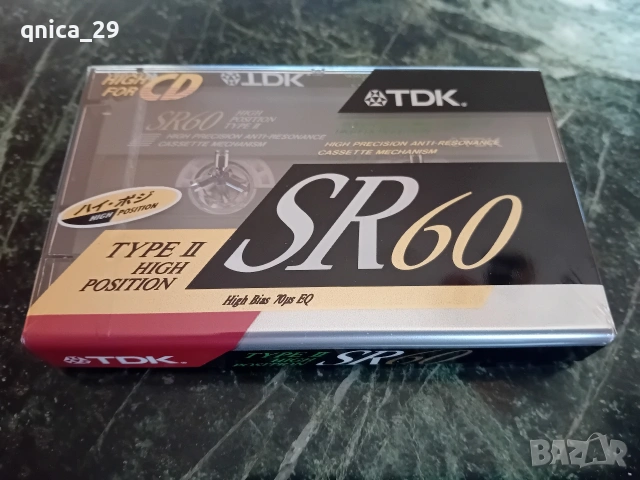 qnica_29
HIGH FOR CD
TDK
TDK
SR60 HIGH POSITION TYPE II
HIGH PRECISION ANTI-RESONANCE
CASSETTE MECHANISM
HIGH PRECISION ANTI-RESONANCE
CASSETTE MECHANISM
ハイ・ポジ
HIGH POSITION
TYPE II
HIGH
POSITION
SR60
High Bias 70μs EQ
TDK
TYPE II
SR60
BAZAR